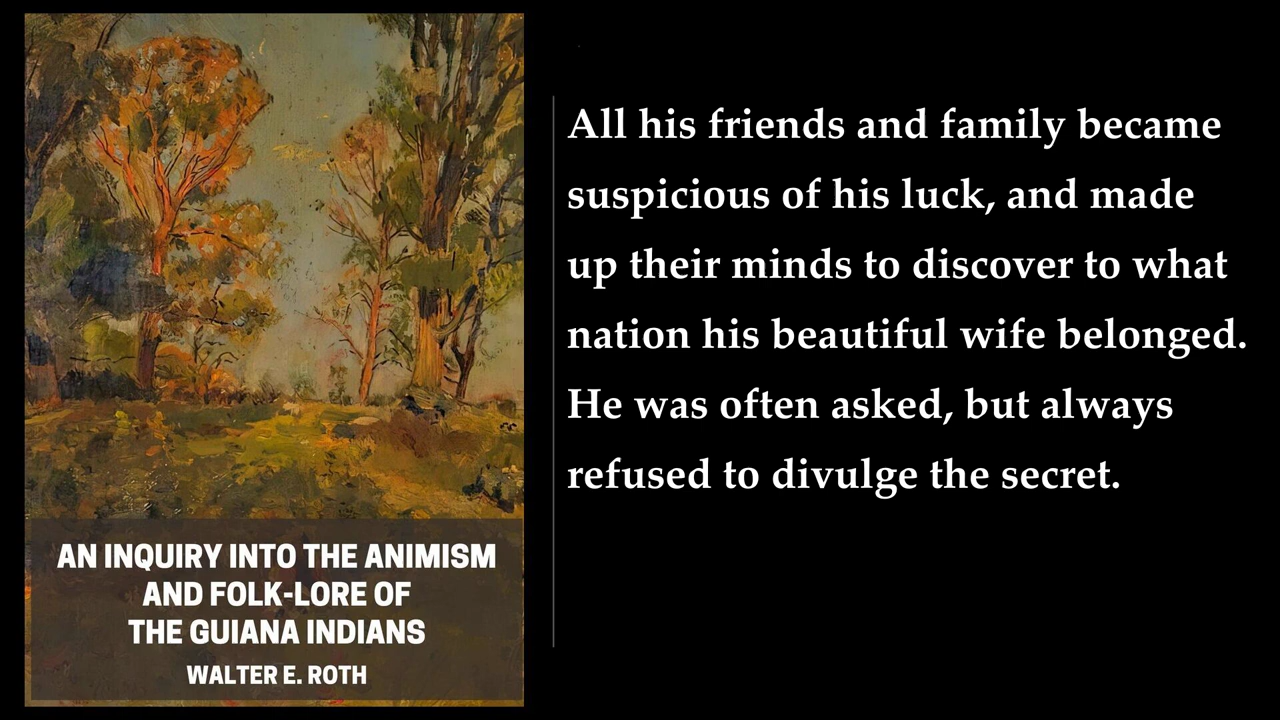 All his friends and family became
suspicious of his luck, and made
up their minds to discover to what
nation his beautiful wife belonged.
He was often asked, but always
refused to divulge the secret.
AN INQUIRY INTO THE ANIMISM
AND FOLK-LORE OF
THE GUIANA INDIANS
WALTER E. ROTH